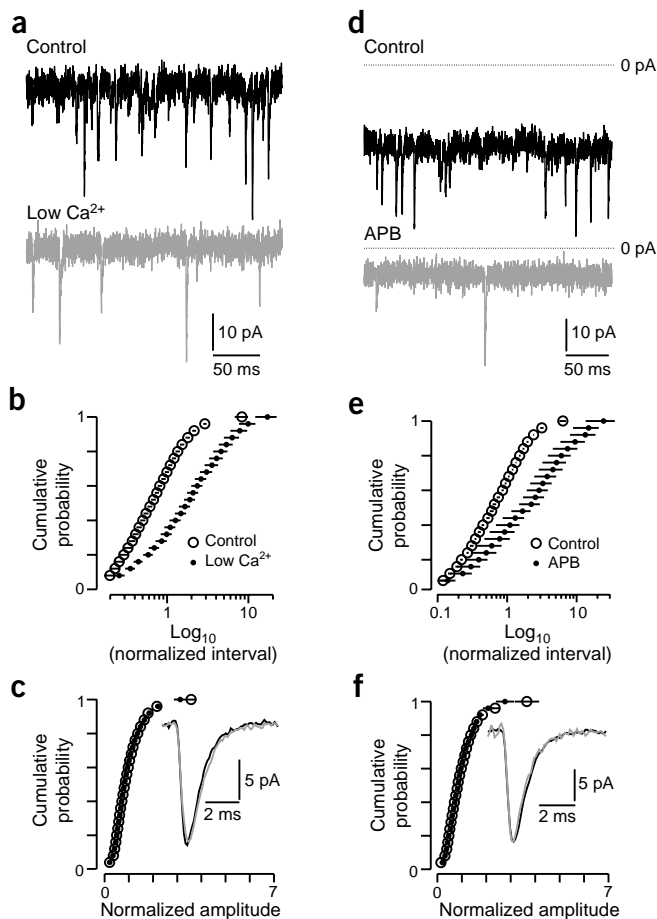 a
Control
Low Ca²⁺
10 pA
50 ms
b
1
Cumulative
probability
0
Control
Low Ca²⁺
1
10
Log₁₀
(normalized interval)
c
1
Cumulative
probability
0
5 pA
2 ms
0
7
Normalized amplitude
d
Control
0 pA
APB
0 pA
10 pA
50 ms
e
1
Cumulative
probability
0
Control
APB
0.1
1
10
Log₁₀
(normalized interval)
f
1
Cumulative
probability
0
5 pA
2 ms
0
7
Normalized amplitude